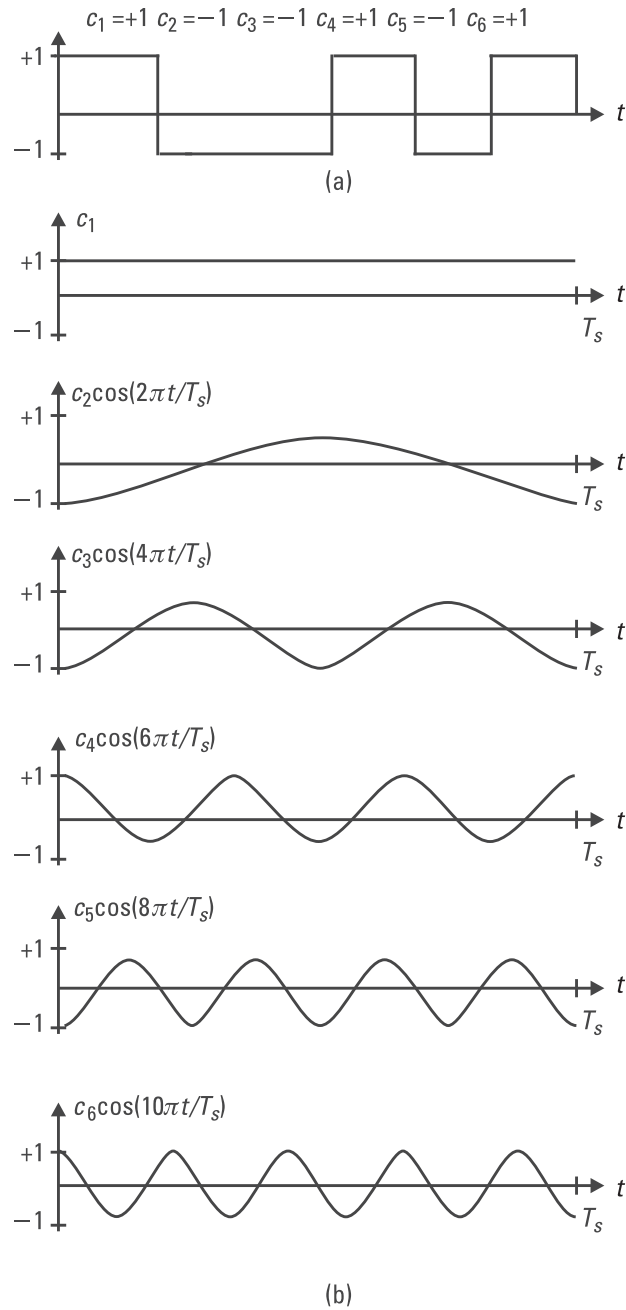 c₁ =+1 c₂ =−1 c₃ =−1 c₄ =+1 c₅ =−1 c₆ =+1
+1
t
−1
(a)
c₁
+1
t
−1
Tₛ
c₂cos(2πt/Tₛ)
+1
t
−1
Tₛ
c₃cos(4πt/Tₛ)
+1
t
−1
Tₛ
c₄cos(6πt/Tₛ)
+1
t
−1
Tₛ
c₅cos(8πt/Tₛ)
+1
t
−1
Tₛ
c₆cos(10πt/Tₛ)
+1
t
−1
Tₛ
(b)